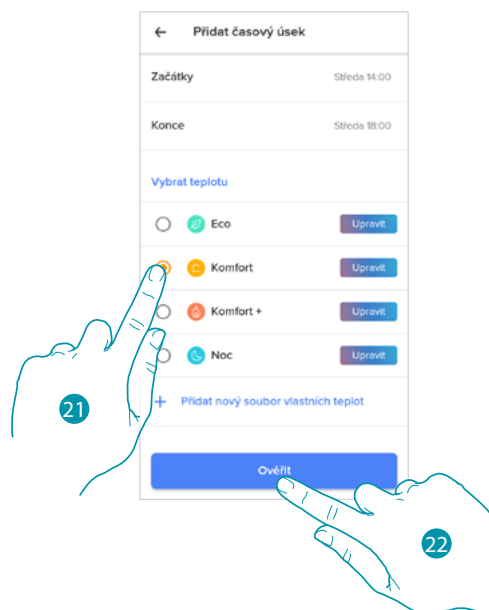 ← Přidat časový úsek
Začátky Středa 14:00
Konce Středa 18:00
Vybrat teplotu
Eco Upravit
Komfort Upravit
Komfort + Upravit
Noc Upravit
+ Přidat nový soubor vlastních teplot
Ověřit
21
22